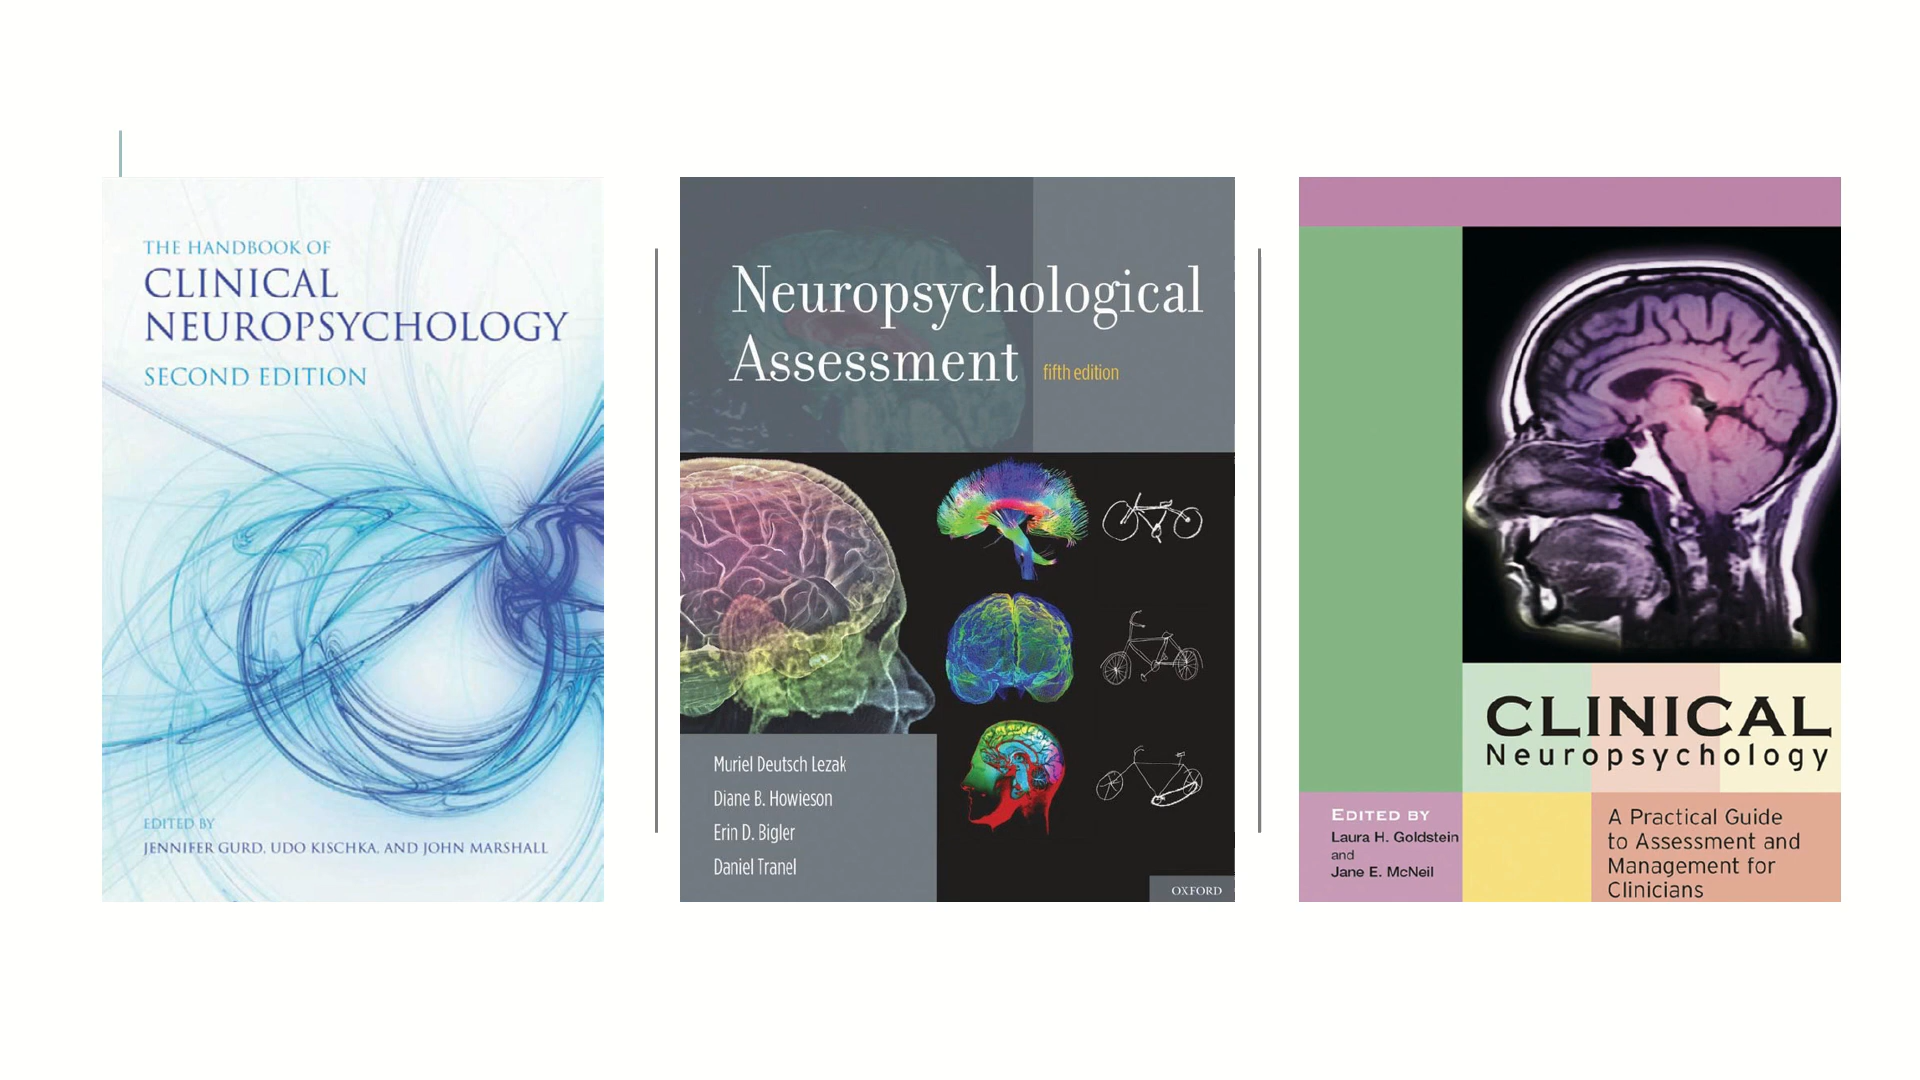 THE HANDBOOK OF
CLINICAL
NEUROPSYCHOLOGY
SECOND EDITION
EDITED BY
JENNIFER GURD, UDO KISCHKA, AND JOHN MARSHALL
Neuropsychological
Assessment fifth edition
Muriel Deutsch Lezak
Diane B. Howieson
Erin D. Bigler
Daniel Tranel
OXFORD
CLINICAL
Neuropsychology
EDITED BY
Laura H. Goldstein
and
Jane E. McNeil
A Practical Guide
to Assessment and
Management for
Clinicians